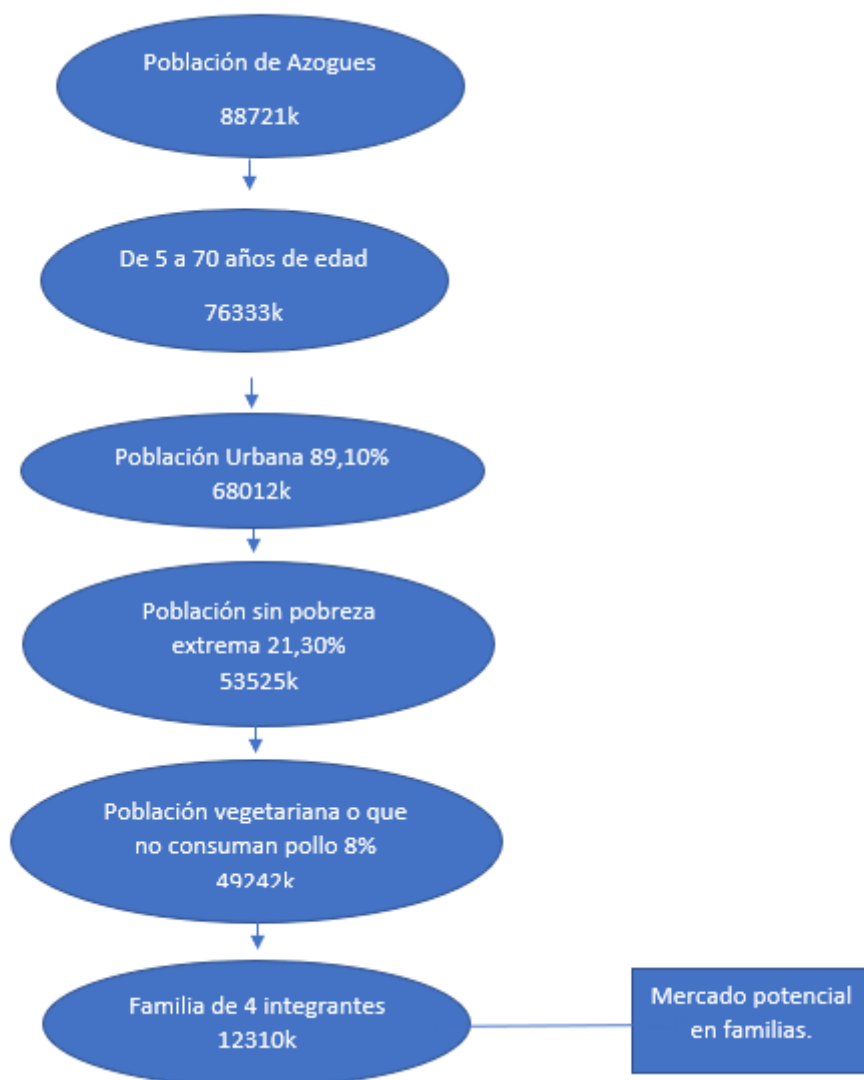 Población de Azogues
88721k
De 5 a 70 años de edad
76333k
Población Urbana 89,10%
68012k
Población sin pobreza
extrema 21,30%
53525k
Población vegetariana o que
no consuman pollo 8%
49242k
Familia de 4 integrantes
12310k
Mercado potencial
en familias.